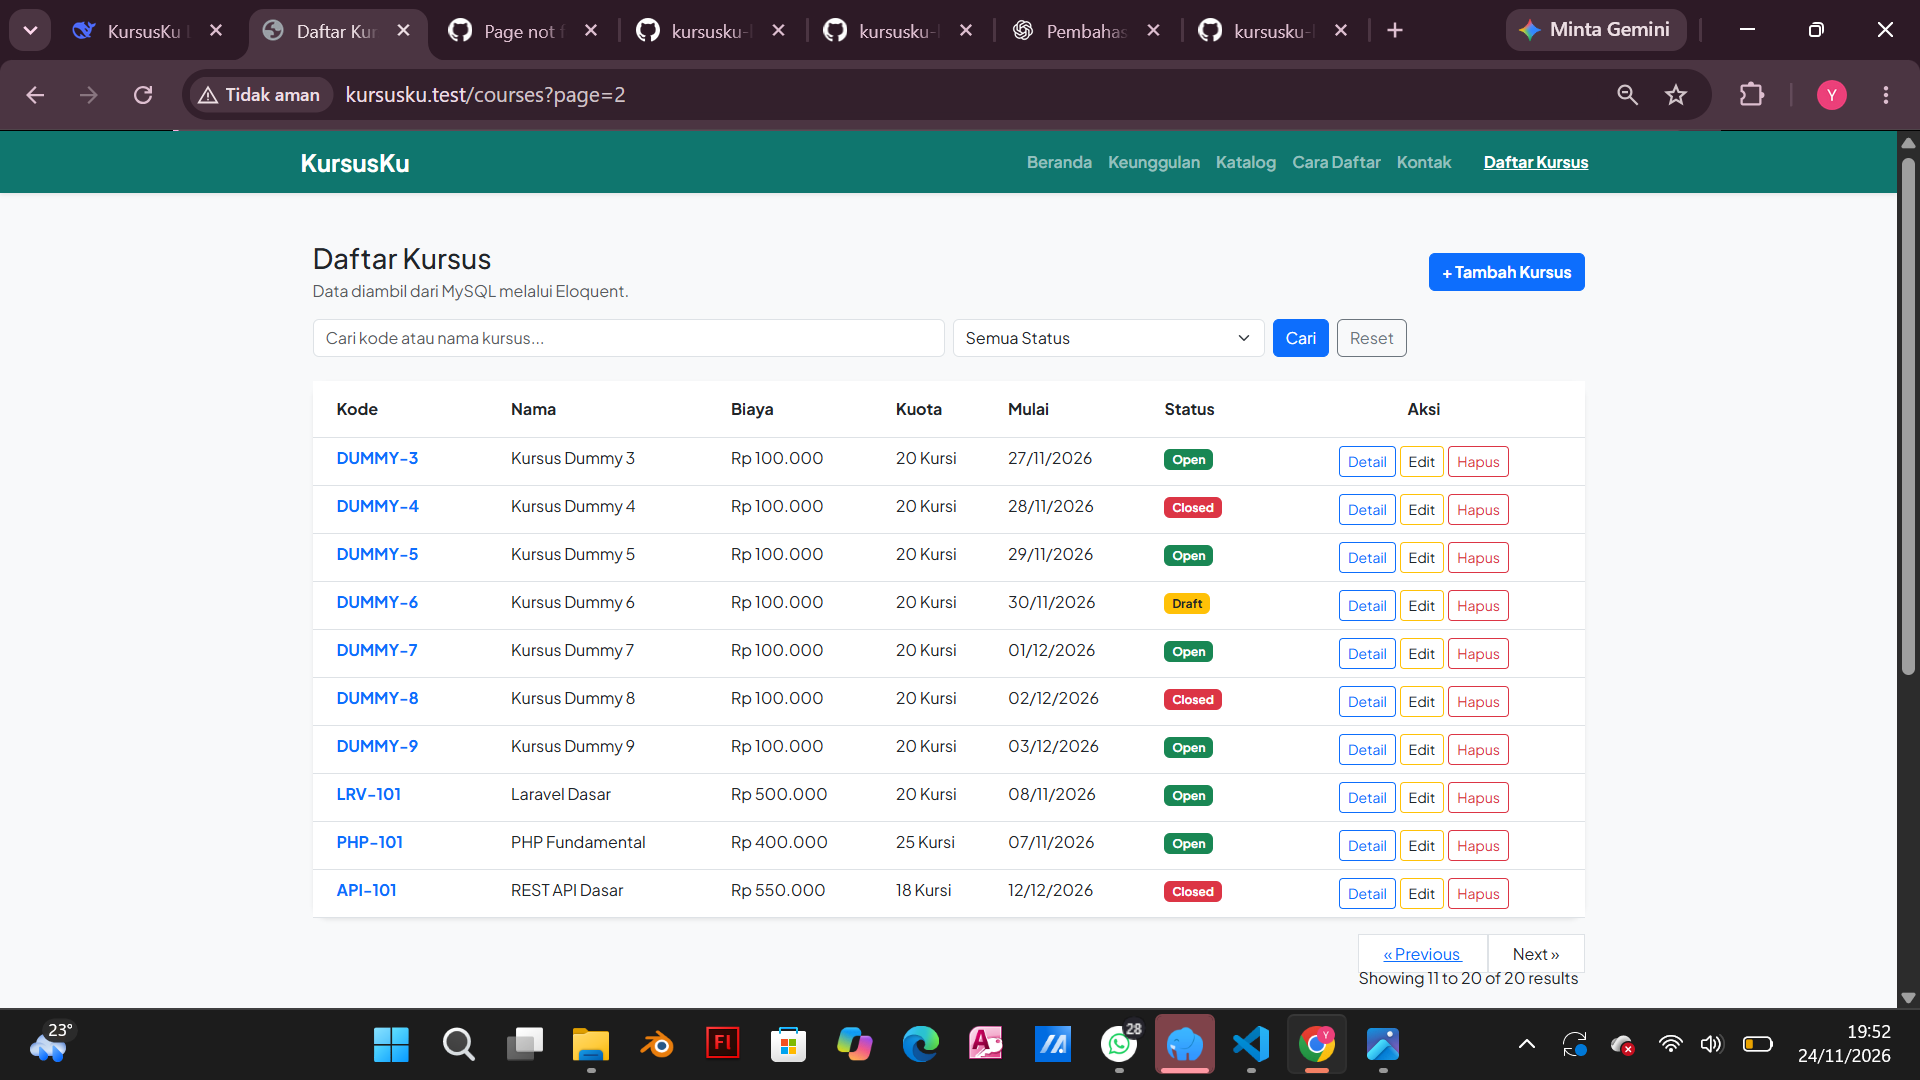 KursusKu
Daftar Kur
Page not f
kursusku-
kursusku-
Pembahas
kursusku-
Minta Gemini
Tidak aman
kursusku.test/courses?page=2
Y
KursusKu
Beranda Keunggulan Katalog Cara Daftar Kontak Daftar Kursus
Daftar Kursus
Data diambil dari MySQL melalui Eloquent.
+ Tambah Kursus
Cari kode atau nama kursus...
Semua Status
Cari
Reset
Kode Nama Biaya Kuota Mulai Status Aksi
DUMMY-3 Kursus Dummy 3 Rp 100.000 20 Kursi 27/11/2026 Open Detail Edit Hapus
DUMMY-4 Kursus Dummy 4 Rp 100.000 20 Kursi 28/11/2026 Closed Detail Edit Hapus
DUMMY-5 Kursus Dummy 5 Rp 100.000 20 Kursi 29/11/2026 Open Detail Edit Hapus
DUMMY-6 Kursus Dummy 6 Rp 100.000 20 Kursi 30/11/2026 Draft Detail Edit Hapus
DUMMY-7 Kursus Dummy 7 Rp 100.000 20 Kursi 01/12/2026 Open Detail Edit Hapus
DUMMY-8 Kursus Dummy 8 Rp 100.000 20 Kursi 02/12/2026 Closed Detail Edit Hapus
DUMMY-9 Kursus Dummy 9 Rp 100.000 20 Kursi 03/12/2026 Open Detail Edit Hapus
LRV-101 Laravel Dasar Rp 500.000 20 Kursi 08/11/2026 Open Detail Edit Hapus
PHP-101 PHP Fundamental Rp 400.000 25 Kursi 07/11/2026 Open Detail Edit Hapus
API-101 REST API Dasar Rp 550.000 18 Kursi 12/12/2026 Closed Detail Edit Hapus
« Previous Next »
Showing 11 to 20 of 20 results
23°
Fl
28
Y
19:52
24/11/2026